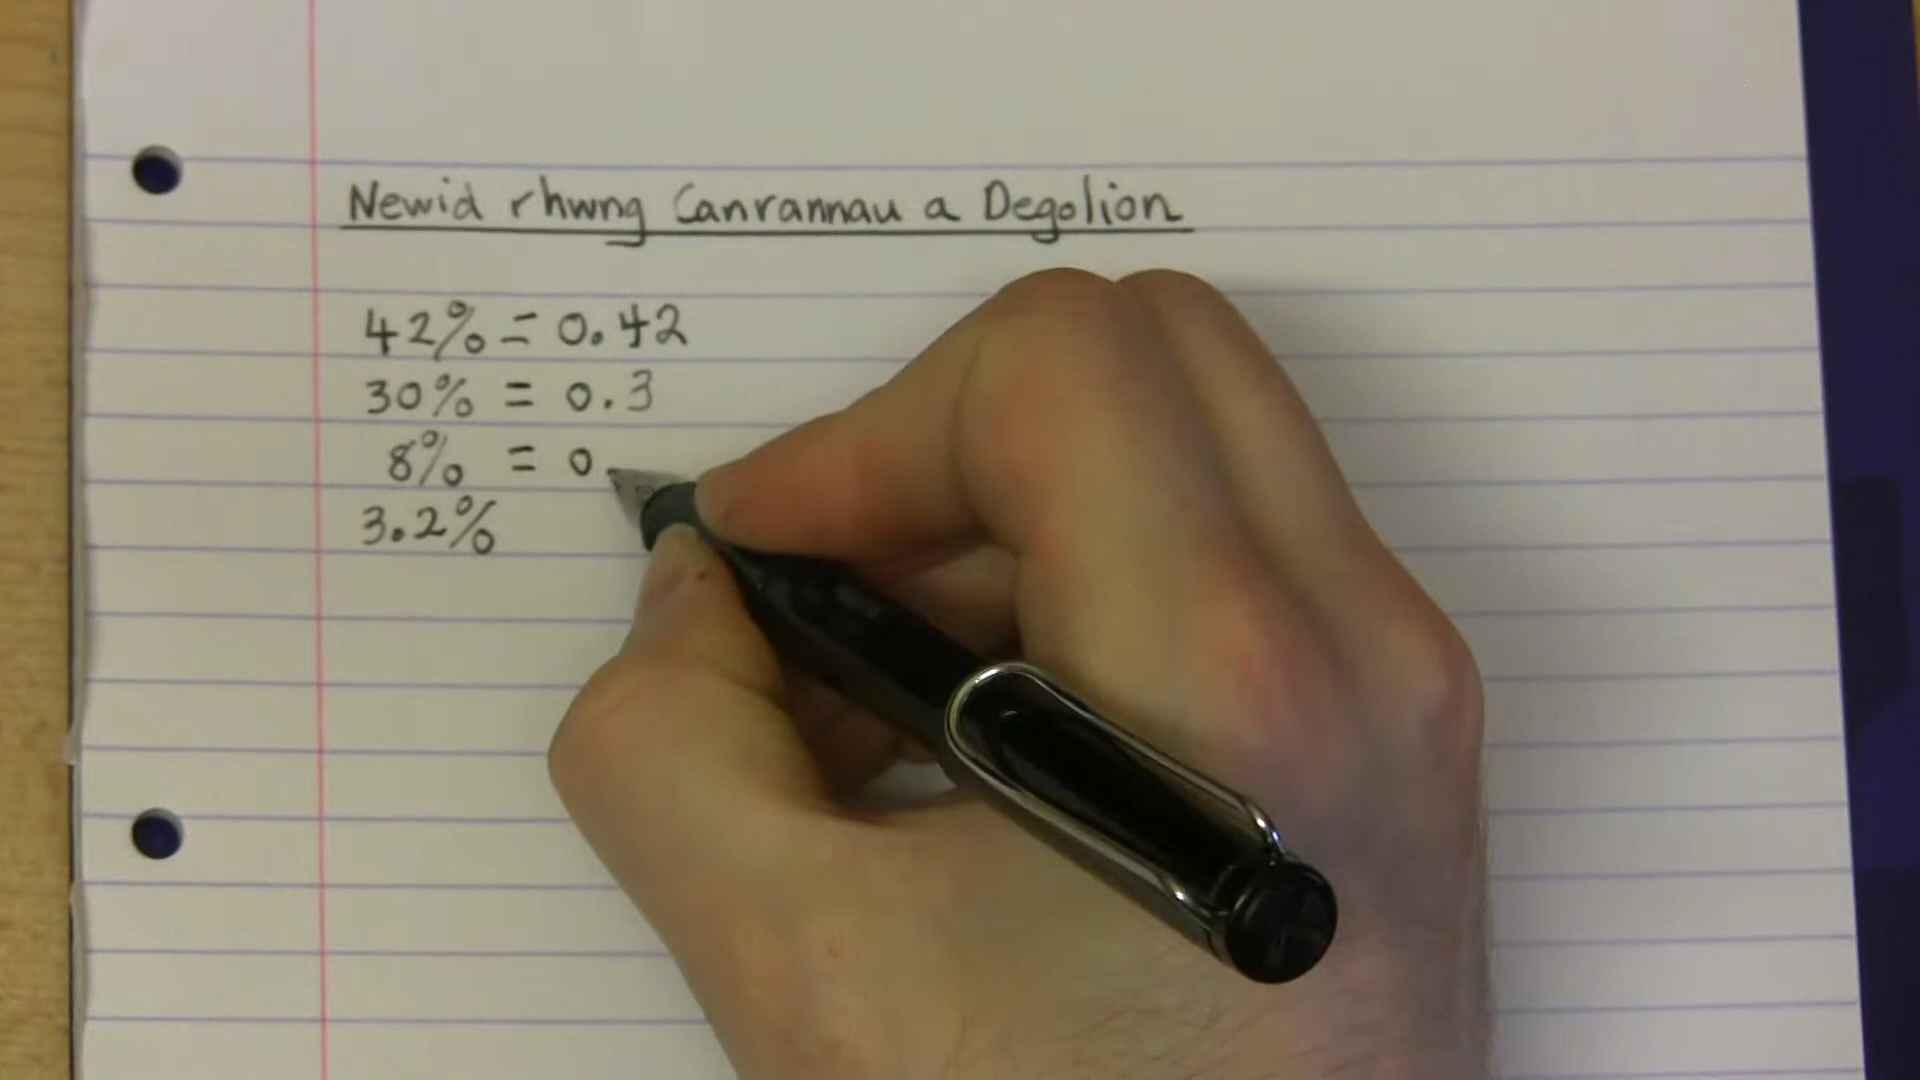 Newid rhwng Canrannau a Degolion
42% = 0.42
30% = 0.3
8% = 0
3.2%